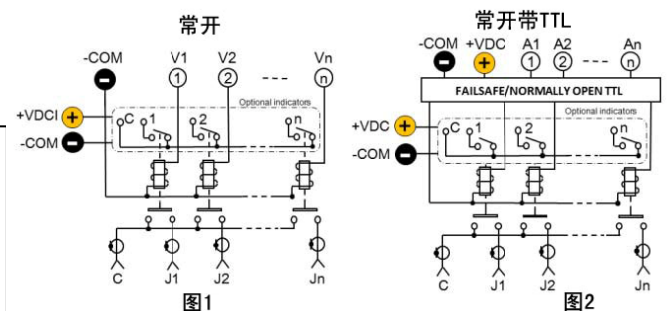 常开
-COM V1 V2 Vn
1 2 n
Optional indicators
+VDCI
C 1 2 n
-COM
C J1 J2 Jn
图1
常开带TTL
-COM +VDC A1 A2 An
1 2 n
FAILSAFE/NORMALLY OPEN TTL
Optional indicators
+VDC
C 1 2 n
-COM
C J1 J2 Jn
图2